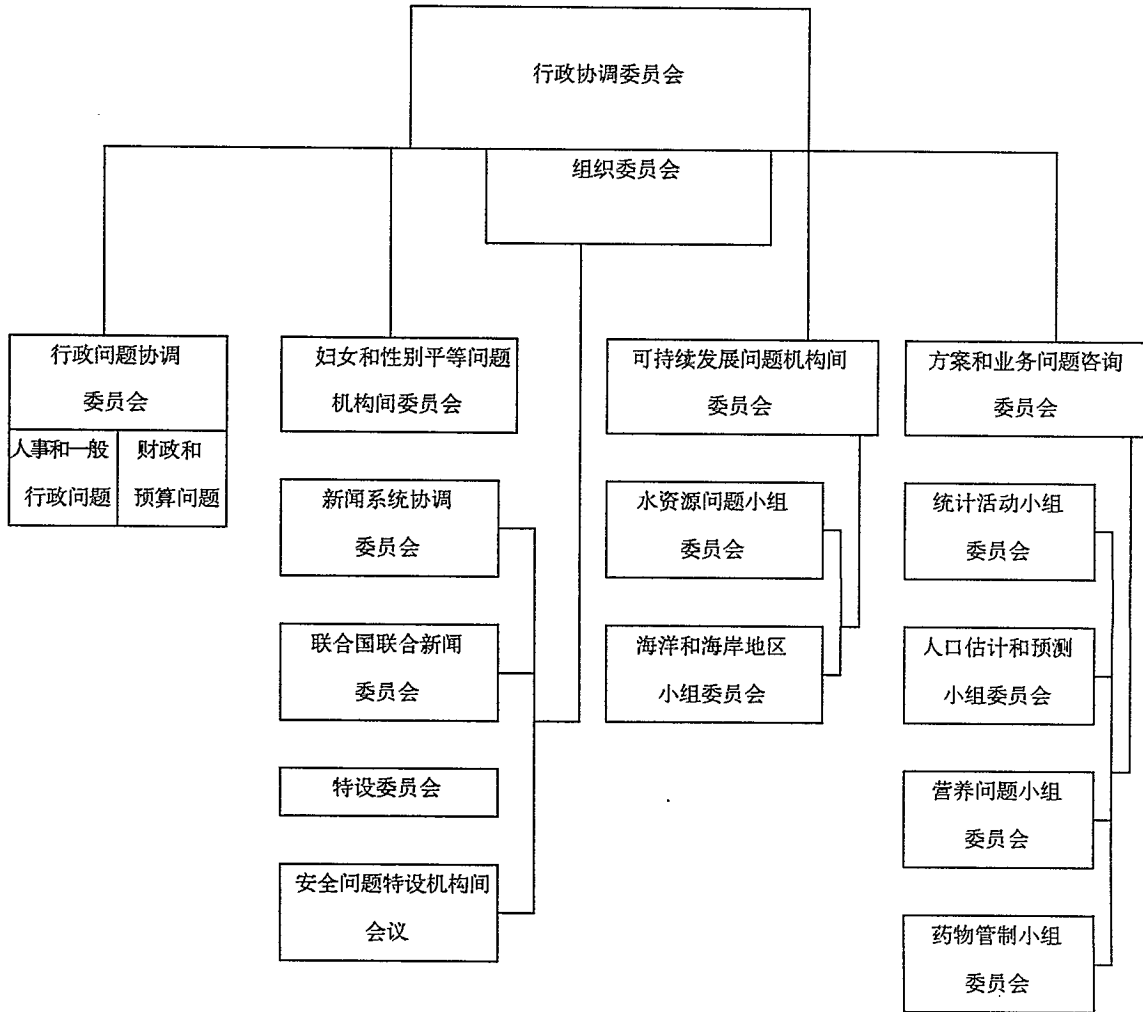 行政协调委员会
组织委员会
行政问题协调
委员会
人事和一般
行政问题
财政和
预算问题
妇女和性别平等问题
机构间委员会
新闻系统协调
委员会
联合国联合新闻
委员会
特设委员会
安全问题特设机构间
会议
可持续发展问题机构间
委员会
水资源问题小组
委员会
海洋和海岸地区
小组委员会
方案和业务问题咨询
委员会
统计活动小组
委员会
人口估计和预测
小组委员会
营养问题小组
委员会
药物管制小组
委员会